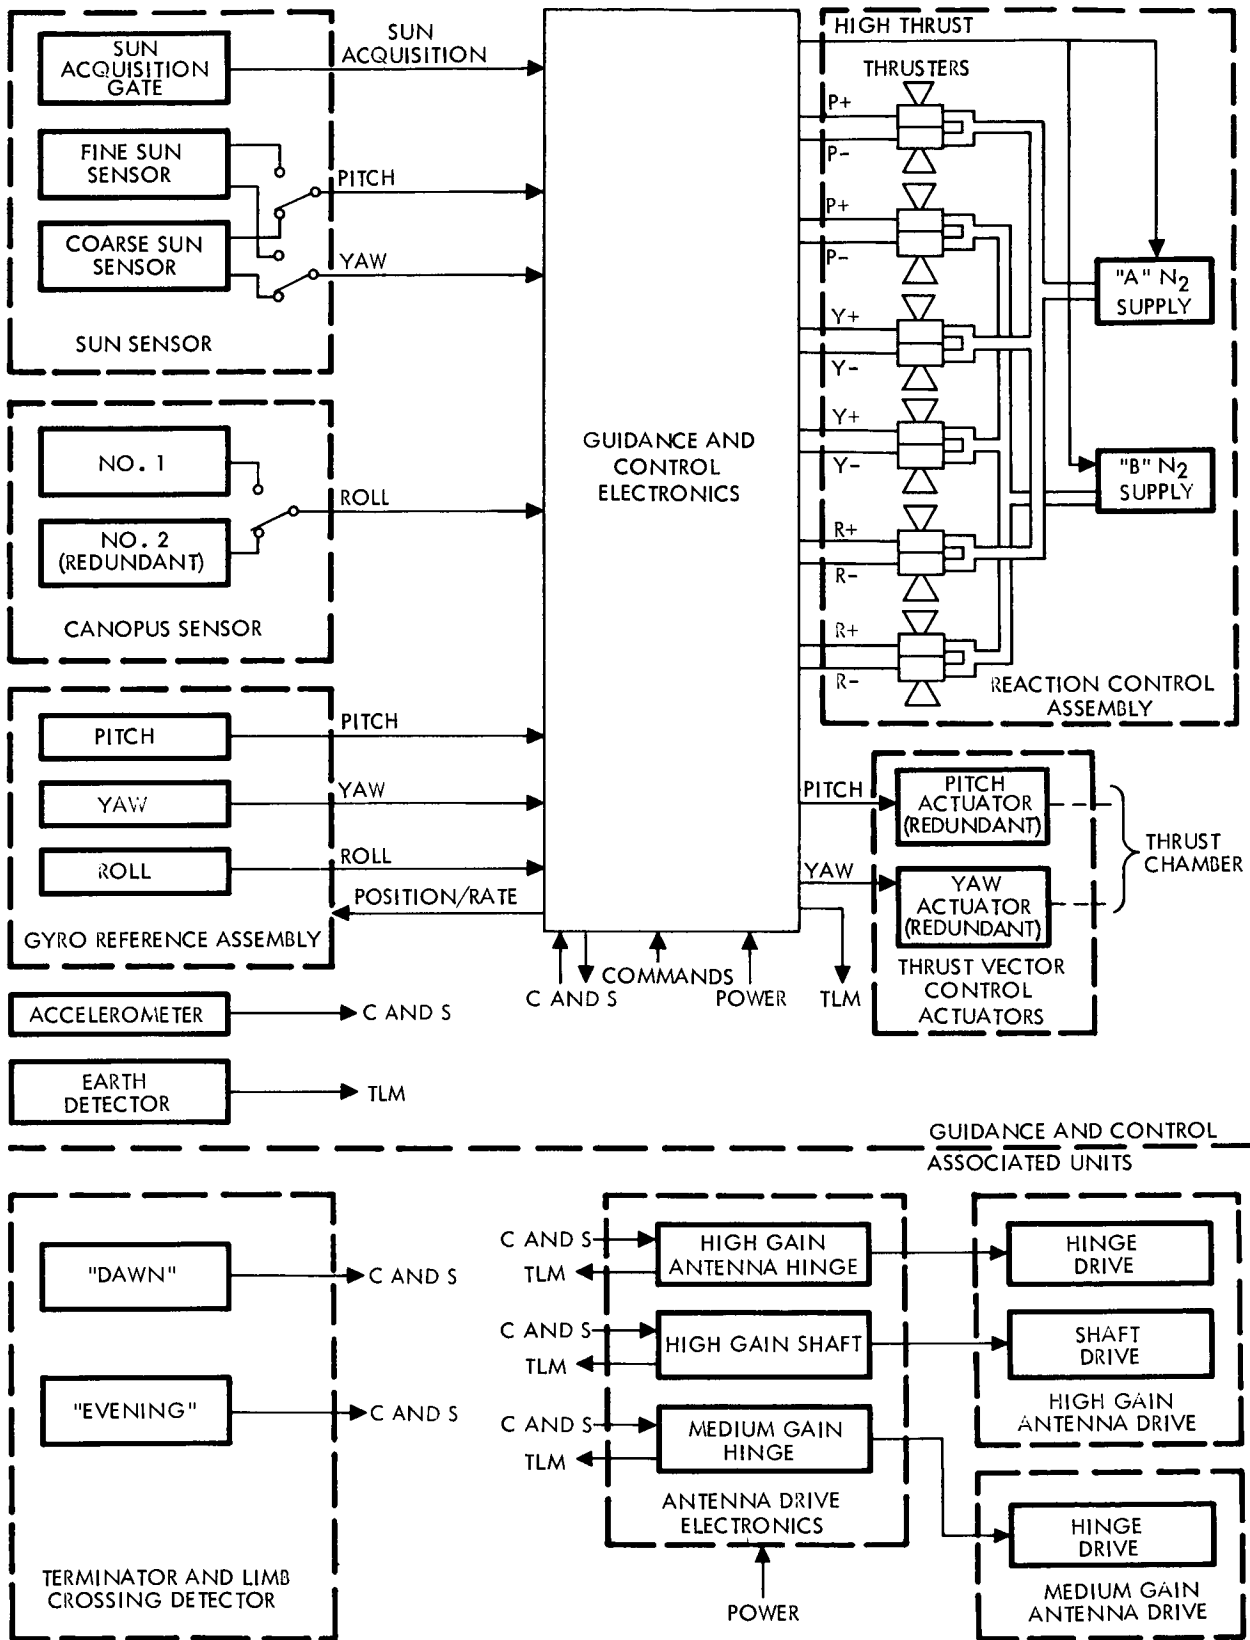 SUN
ACQUISITION
GATE
FINE SUN
SENSOR
COARSE SUN
SENSOR
SUN SENSOR
SUN
ACQUISITION
PITCH
YAW
NO. 1
NO. 2
(REDUNDANT)
CANOPUS SENSOR
ROLL
PITCH
YAW
ROLL
GYRO REFERENCE ASSEMBLY
PITCH
YAW
ROLL
POSITION/RATE
ACCELEROMETER
C AND S
EARTH
DETECTOR
TLM
GUIDANCE AND
CONTROL
ELECTRONICS
C AND S
COMMANDS
POWER
TLM
HIGH THRUST
THRUSTERS
P+
P-
P+
P-
Y+
Y-
Y+
Y-
R+
R-
R+
R-
"A" N2
SUPPLY
"B" N2
SUPPLY
REACTION CONTROL
ASSEMBLY
PITCH
PITCH
ACTUATOR
(REDUNDANT)
YAW
YAW
ACTUATOR
(REDUNDANT)
THRUST
CHAMBER
THRUST VECTOR
CONTROL
ACTUATORS
GUIDANCE AND CONTROL
ASSOCIATED UNITS
"DAWN"
C AND S
"EVENING"
C AND S
TERMINATOR AND LIMB
CROSSING DETECTOR
C AND S
TLM
HIGH GAIN
ANTENNA HINGE
C AND S
TLM
HIGH GAIN SHAFT
C AND S
TLM
MEDIUM GAIN
HINGE
ANTENNA DRIVE
ELECTRONICS
POWER
HINGE
DRIVE
SHAFT
DRIVE
HIGH GAIN
ANTENNA DRIVE
HINGE
DRIVE
MEDIUM GAIN
ANTENNA DRIVE